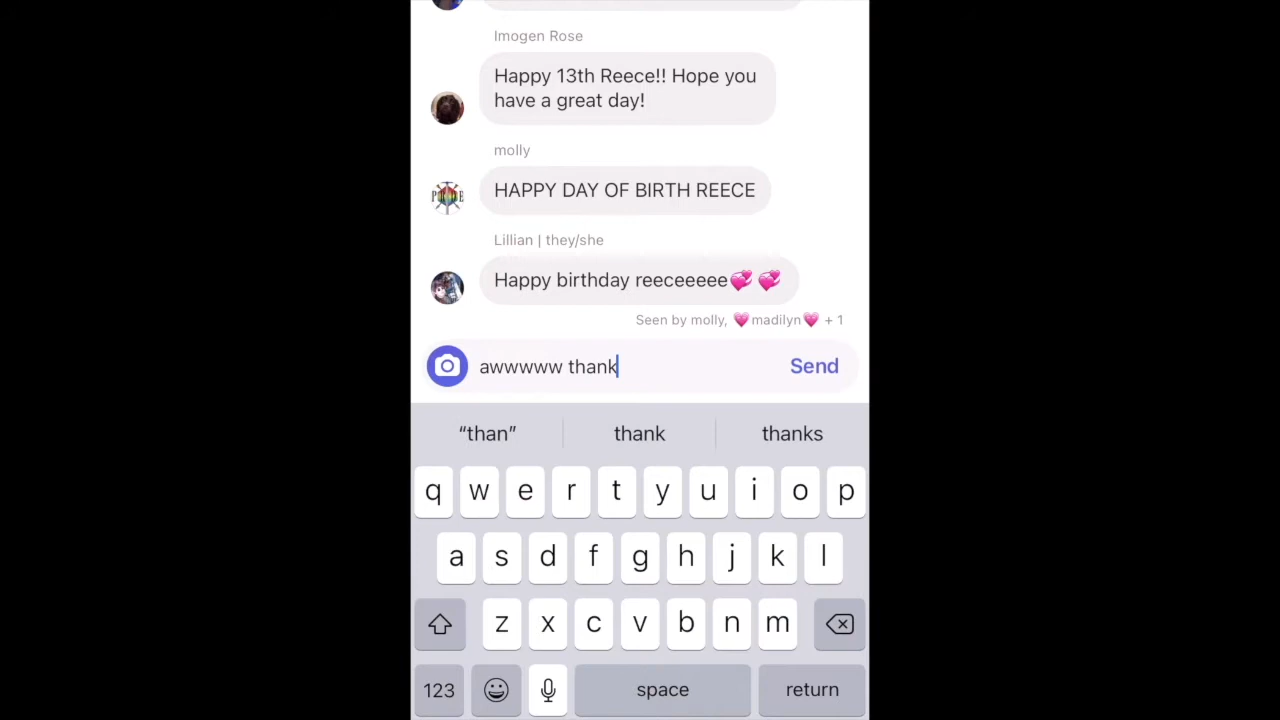 Imogen Rose
Happy 13th Reece!! Hope you
have a great day!
molly
PRIDE
HAPPY DAY OF BIRTH REECE
Lillian | they/she
Happy birthday reeceeeee💞 💞
Seen by molly, 💗madilyn💗 + 1
awwwww thank
Send
“than” thank thanks
q w e r t y u i o p
a s d f g h j k l
z x c v b n m
123 space return